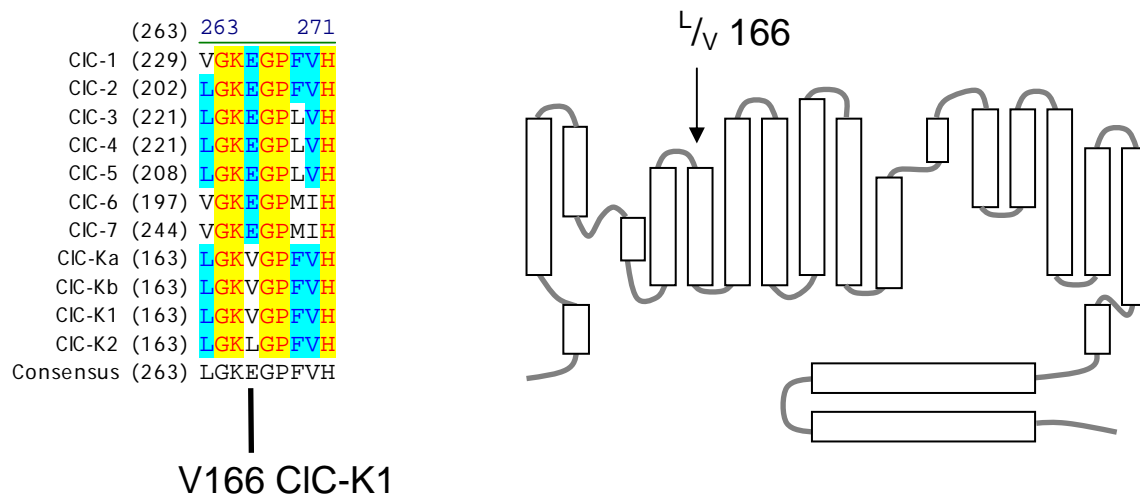 (263) 263 271
ClC-1 (229) VGKEGPFVH
ClC-2 (202) LGKEGPFVH
ClC-3 (221) LGKEGPLVH
ClC-4 (221) LGKEGPLVH
ClC-5 (208) LGKEGPLVH
ClC-6 (197) VGKEGPMIH
ClC-7 (244) VGKEGPMIH
ClC-Ka (163) LGKVGPFVH
ClC-Kb (163) LGKVGPFVH
ClC-K1 (163) LGKVGPFVH
ClC-K2 (163) LGKLGPFVH
Consensus (263) LGKEGPFVH
V166 ClC-K1
L/V 166